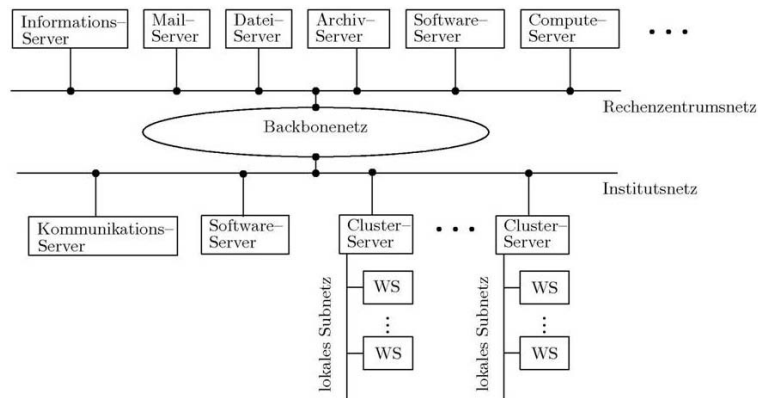 Informations–
Server
Mail–
Server
Datei–
Server
Archiv–
Server
Software–
Server
Compute–
Server
Rechenzentrumsnetz
Backbonenetz
Institutsnetz
Kommunikations–
Server
Software–
Server
Cluster–
Server
Cluster–
Server
lokales Subnetz
WS
WS
lokales Subnetz
WS
WS